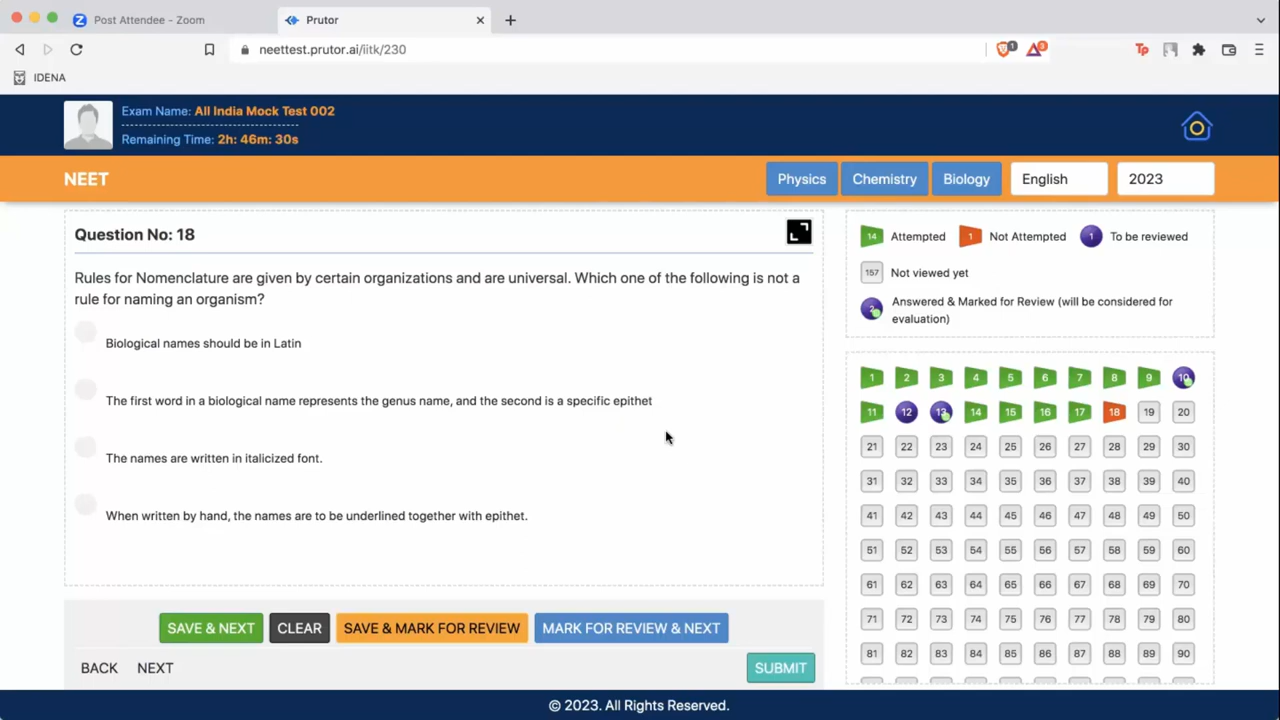 Post Attendee - Zoom
Prutor
neettest.prutor.ai/iitk/230
1
3
Tp
IDENA
Exam Name: All India Mock Test 002
Remaining Time: 2h: 46m: 30s
NEET
Physics
Chemistry
Biology
English
2023
Question No: 18
Rules for Nomenclature are given by certain organizations and are universal. Which one of the following is not a
rule for naming an organism?
Biological names should be in Latin
The first word in a biological name represents the genus name, and the second is a specific epithet
The names are written in italicized font.
When written by hand, the names are to be underlined together with epithet.
SAVE & NEXT
CLEAR
SAVE & MARK FOR REVIEW
MARK FOR REVIEW & NEXT
BACK
NEXT
SUBMIT
14 Attempted
1 Not Attempted
1 To be reviewed
157 Not viewed yet
2 Answered & Marked for Review (will be considered for
evaluation)
1 2 3 4 5 6 7 8 9 10
11 12 13 14 15 16 17 18 19 20
21 22 23 24 25 26 27 28 29 30
31 32 33 34 35 36 37 38 39 40
41 42 43 44 45 46 47 48 49 50
51 52 53 54 55 56 57 58 59 60
61 62 63 64 65 66 67 68 69 70
71 72 73 74 75 76 77 78 79 80
81 82 83 84 85 86 87 88 89 90
© 2023. All Rights Reserved.